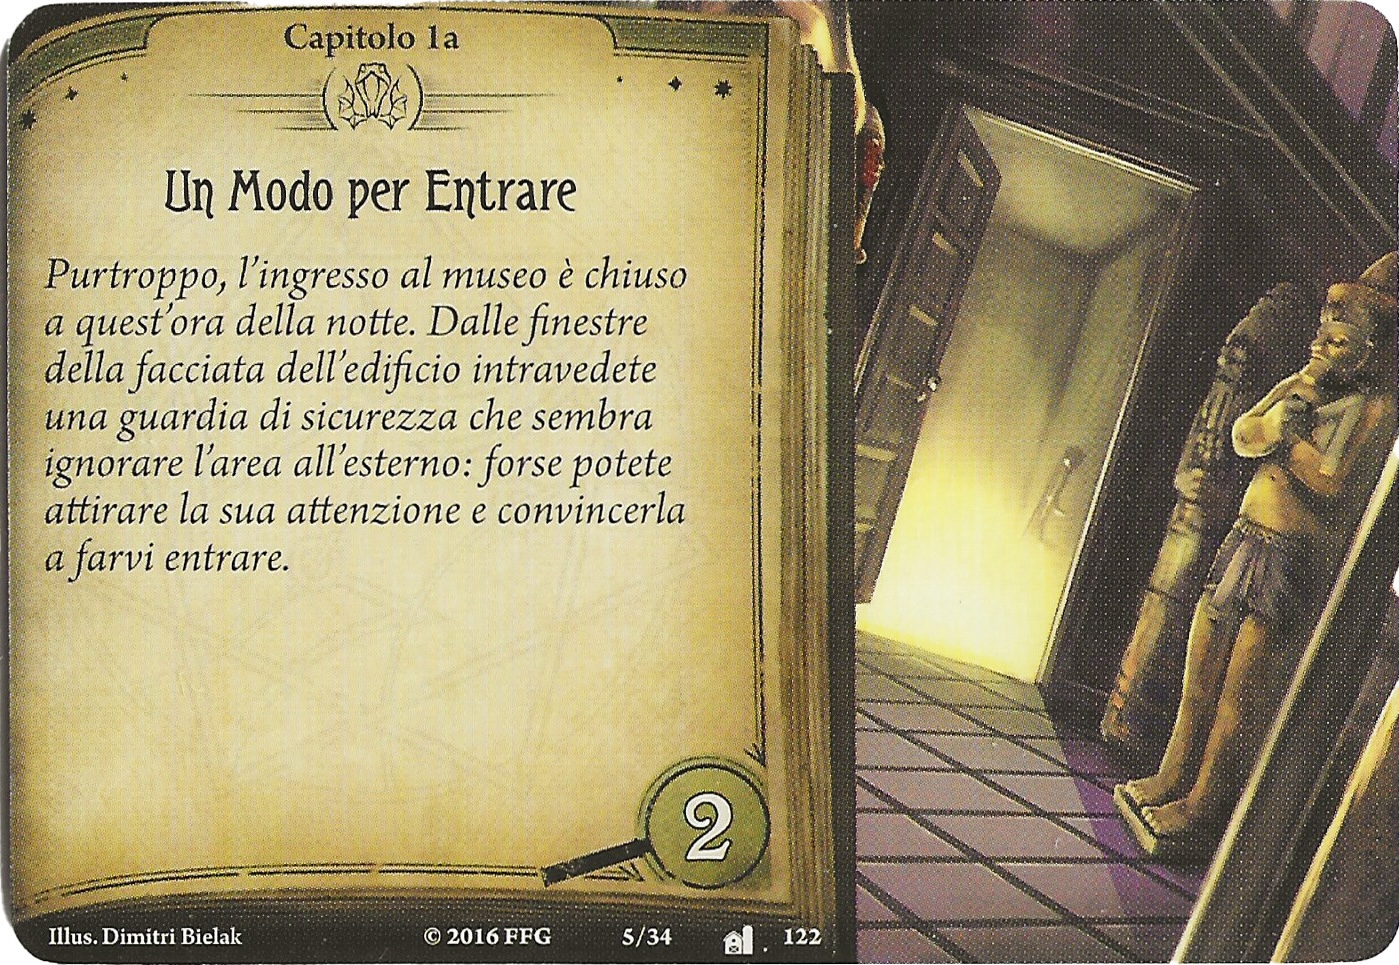 Capitolo 1a
Un Modo per Entrare
Purtroppo, l'ingresso al museo è chiuso
a quest'ora della notte. Dalle finestre
della facciata dell'edificio intravedete
una guardia di sicurezza che sembra
ignorare l'area all'esterno: forse potete
attirare la sua attenzione e convincerla
a farvi entrare.
2
Illus. Dimitri Bielak © 2016 FFG 5/34 122